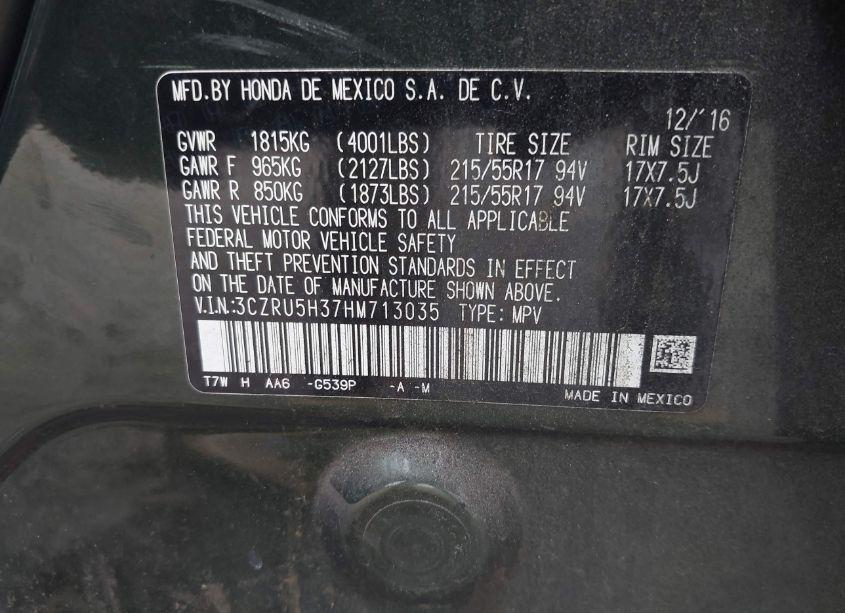 MFD.BY HONDA DE MEXICO S.A. DE C.V.
12/'16
GVWR 1815KG (4001LBS) TIRE SIZE RIM SIZE
GAWR F 965KG (2127LBS) 215/55R17 94V 17X7.5J
GAWR R 850KG (1873LBS) 215/55R17 94V 17X7.5J
THIS VEHICLE CONFORMS TO ALL APPLICABLE
FEDERAL MOTOR VEHICLE SAFETY
AND THEFT PREVENTION STANDARDS IN EFFECT
ON THE DATE OF MANUFACTURE SHOWN ABOVE.
V.I.N.:3CZRU5H37HM713035 TYPE: MPV
T7W H AA6 -G539P -A -M
MADE IN MEXICO